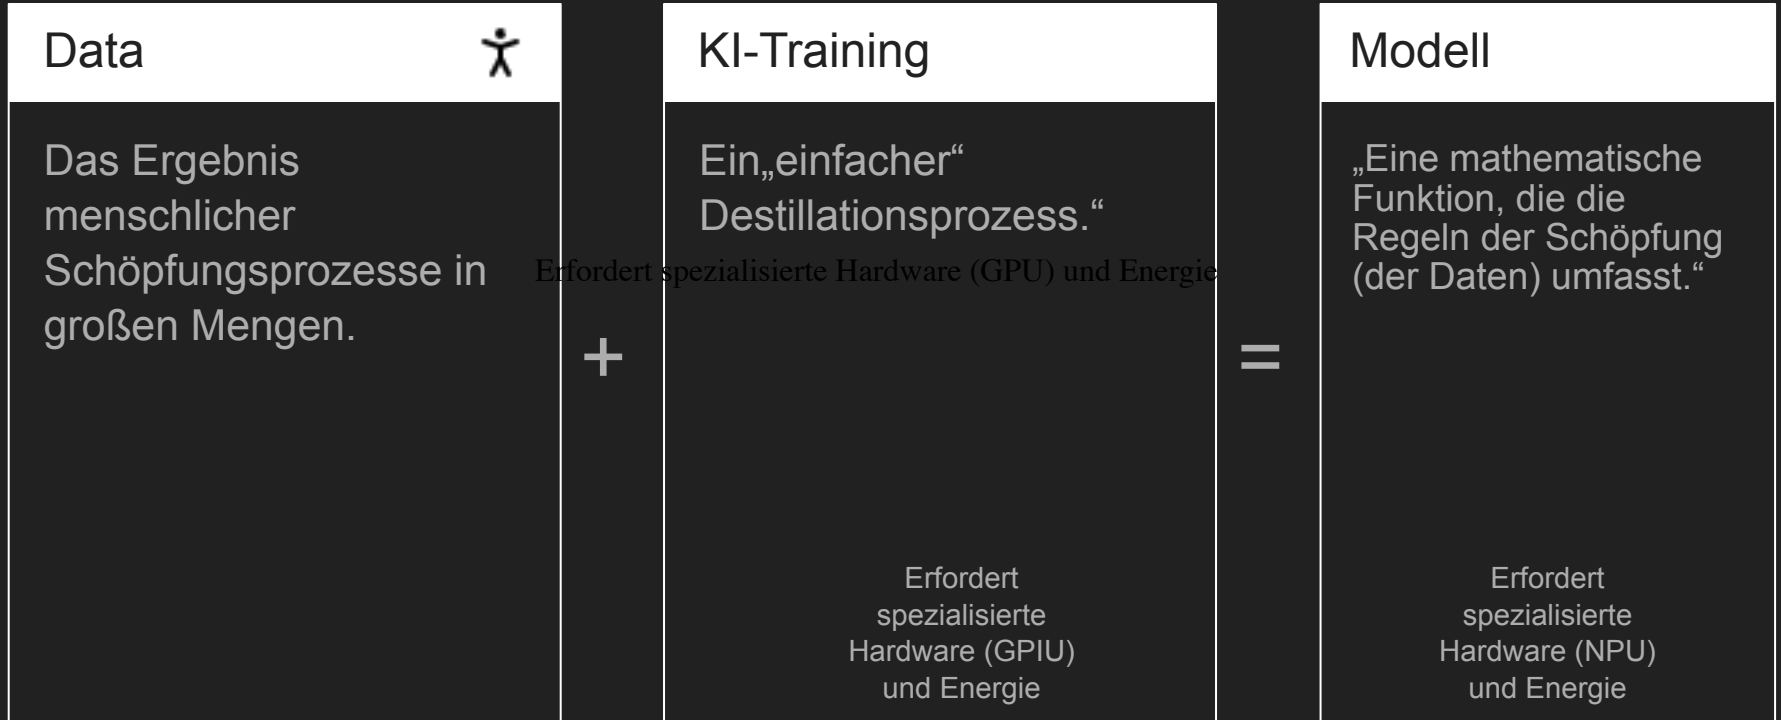 Data
Das Ergebnis
menschlicher
Schöpfungsprozesse in
großen Mengen.
+
KI-Training
Ein„einfacher“
Destillationsprozess.“
Erfordert spezialisierte Hardware (GPU) und Energie
Erfordert
spezialisierte
Hardware (GPIU)
und Energie
=
Modell
„Eine mathematische
Funktion, die die
Regeln der Schöpfung
(der Daten) umfasst.“
Erfordert
spezialisierte
Hardware (NPU)
und Energie